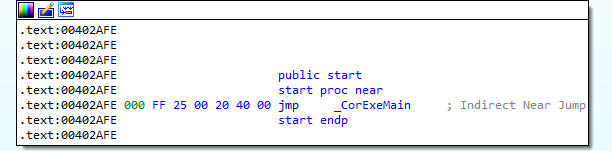 .text:00402AFE
.text:00402AFE
.text:00402AFE
.text:00402AFE public start
.text:00402AFE start proc near
.text:00402AFE 000 FF 25 00 20 40 00 jmp _CorExeMain ; Indirect Near Jump
.text:00402AFE start endp
.text:00402AFE